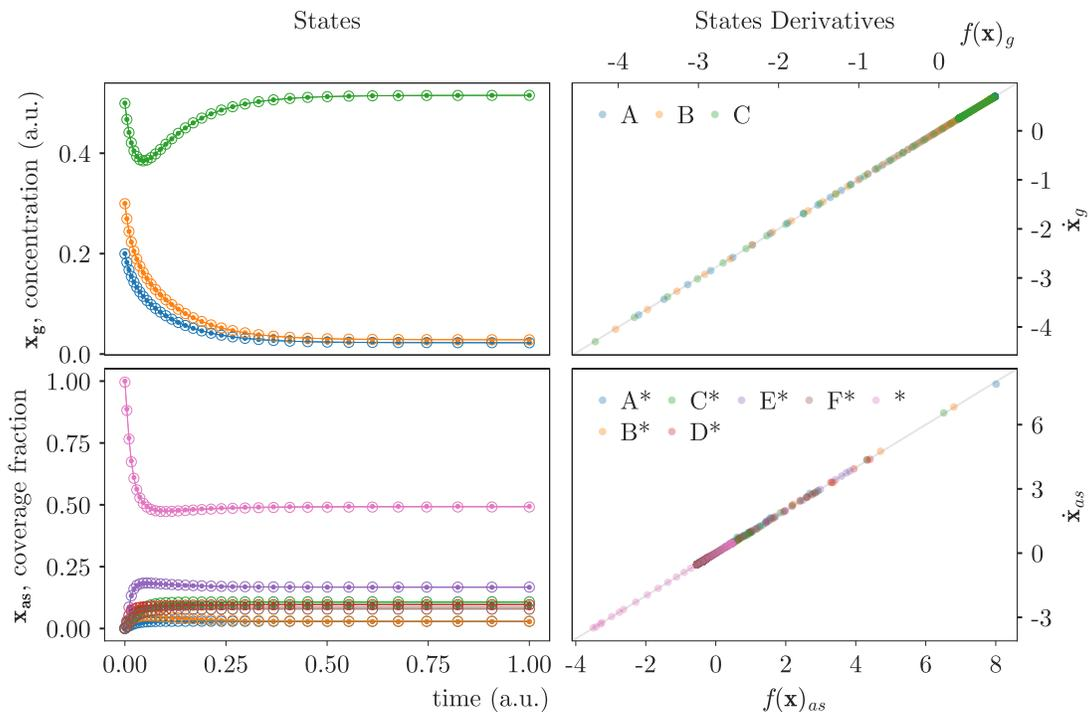 States
States Derivatives
f(x)g
-4 -3 -2 -1 0
xg, concentration (a.u.)
0.4
0.2
0.0
A B C
0
-1
-2
-3
-4
ẋg
xas, coverage fraction
1.00
0.75
0.50
0.25
0.00
0.00 0.25 0.50 0.75 1.00
time (a.u.)
A* C* E* F* *
B* D*
6
3
0
-3
ẋas
-4 -2 0 2 4 6 8
f(x)as